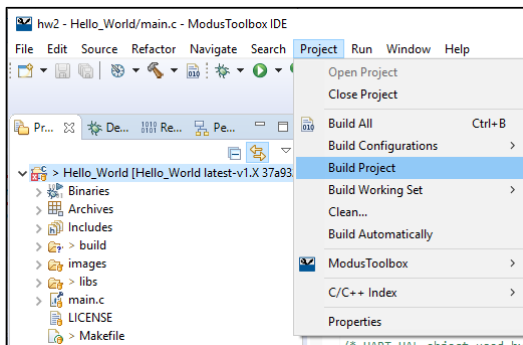 hw2 - Hello_World/main.c - ModusToolbox IDE
File Edit Source Refactor Navigate Search Project Run Window Help
Open Project
Close Project
Pr... De... Re... Pe...
Build All Ctrl+B
Build Configurations
Build Project
Build Working Set
Clean...
Build Automatically
ModusToolbox
C/C++ Index
Properties
> Hello_World [Hello_World latest-v1.X 37a93
Binaries
Archives
Includes
> build
images
> libs
main.c
LICENSE
> Makefile